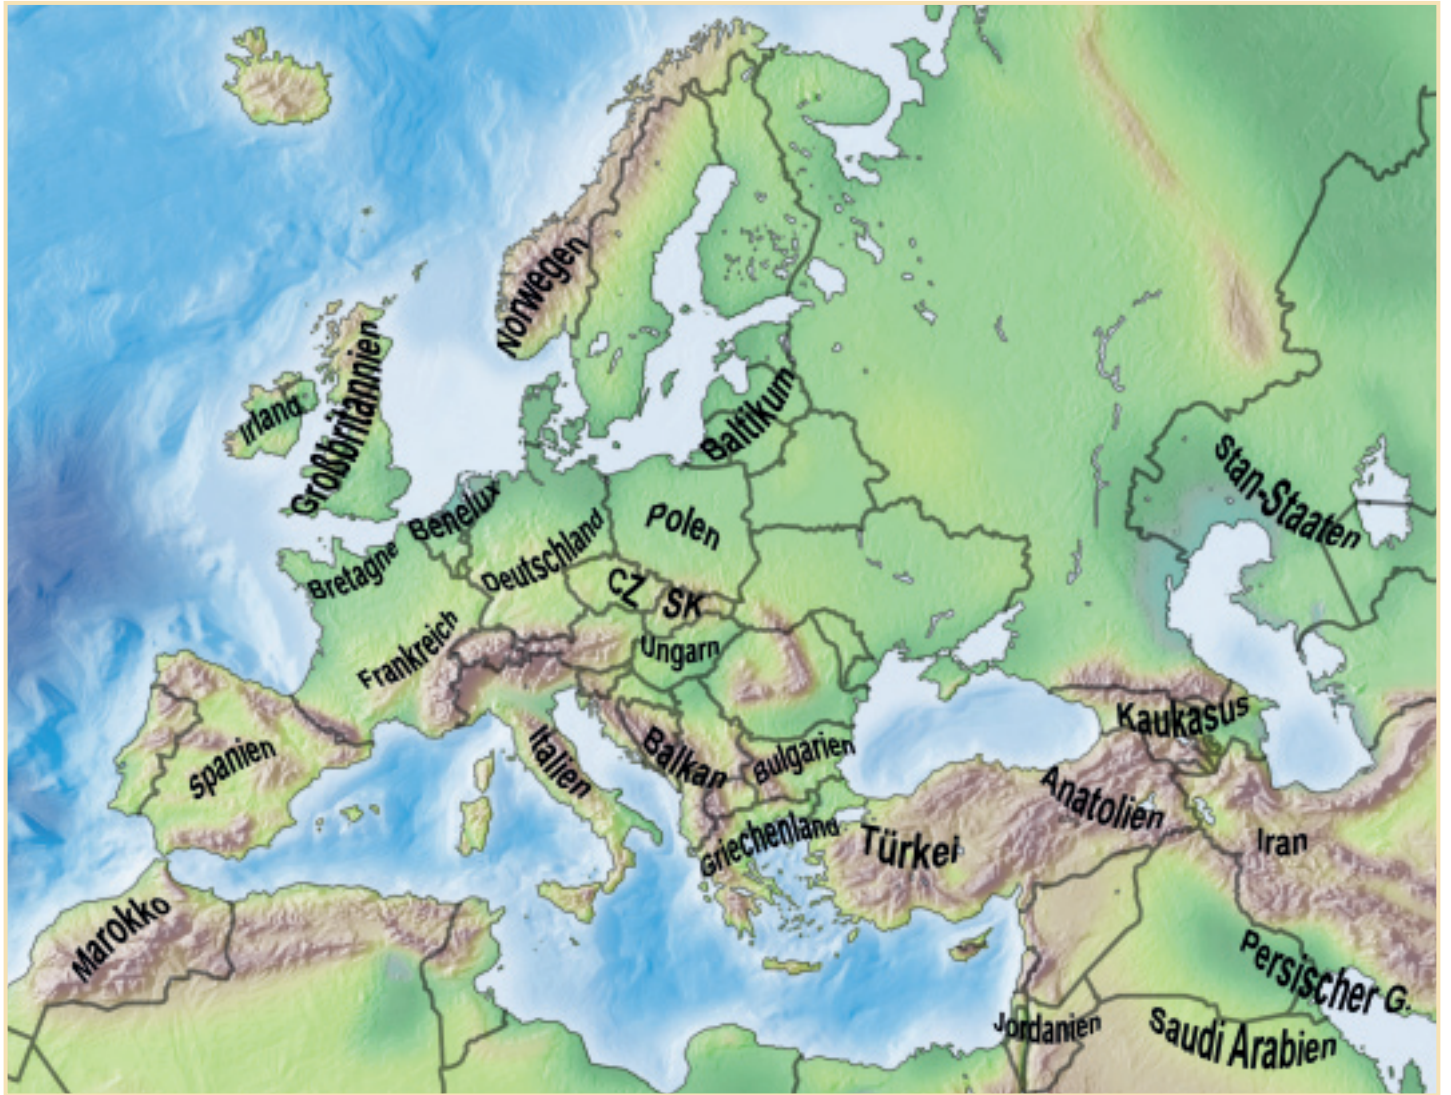 Norwegen
Großbritannien
Irland
Baltikum
Stan-Staaten
Benelux
Polen
Deutschland
Bretagne
CZ
SK
Frankreich
Ungarn
Kaukasus
spanien
Italien
Balkan
Bulgarien
Anatolien
Griechenland
Türkei
Iran
Marokko
Persischer G.
Jordanien
Saudi Arabien